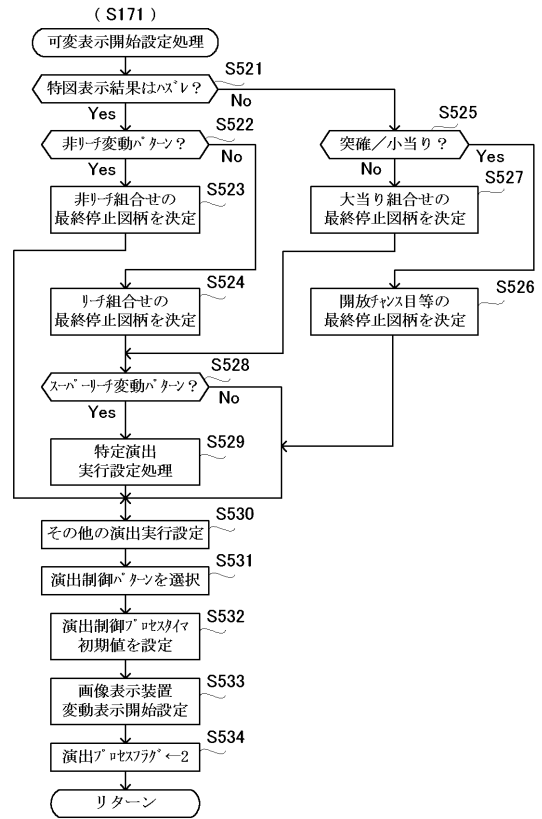 ( S171 )
可変表示開始設定処理
S521
特図表示結果はﾊｽﾞﾚ？
Yes
No
S522
非ﾘｰﾁ変動ﾊﾟﾀｰﾝ？
Yes
No
S525
突確／小当り？
No
Yes
S523
非ﾘｰﾁ組合せの
最終停止図柄を決定
S527
大当り組合せの
最終停止図柄を決定
S524
ﾘｰﾁ組合せの
最終停止図柄を決定
S526
開放ﾁｬﾝｽ目等の
最終停止図柄を決定
S528
ｽｰﾊﾟｰﾘｰﾁ変動ﾊﾟﾀｰﾝ？
Yes
No
S529
特定演出
実行設定処理
S530
その他の演出実行設定
S531
演出制御ﾊﾟﾀｰﾝを選択
S532
演出制御ﾌﾟﾛｾｽﾀｲﾏ
初期値を設定
S533
画像表示装置
変動表示開始設定
S534
演出ﾌﾟﾛｾｽﾌﾗｸﾞ←2
リターン